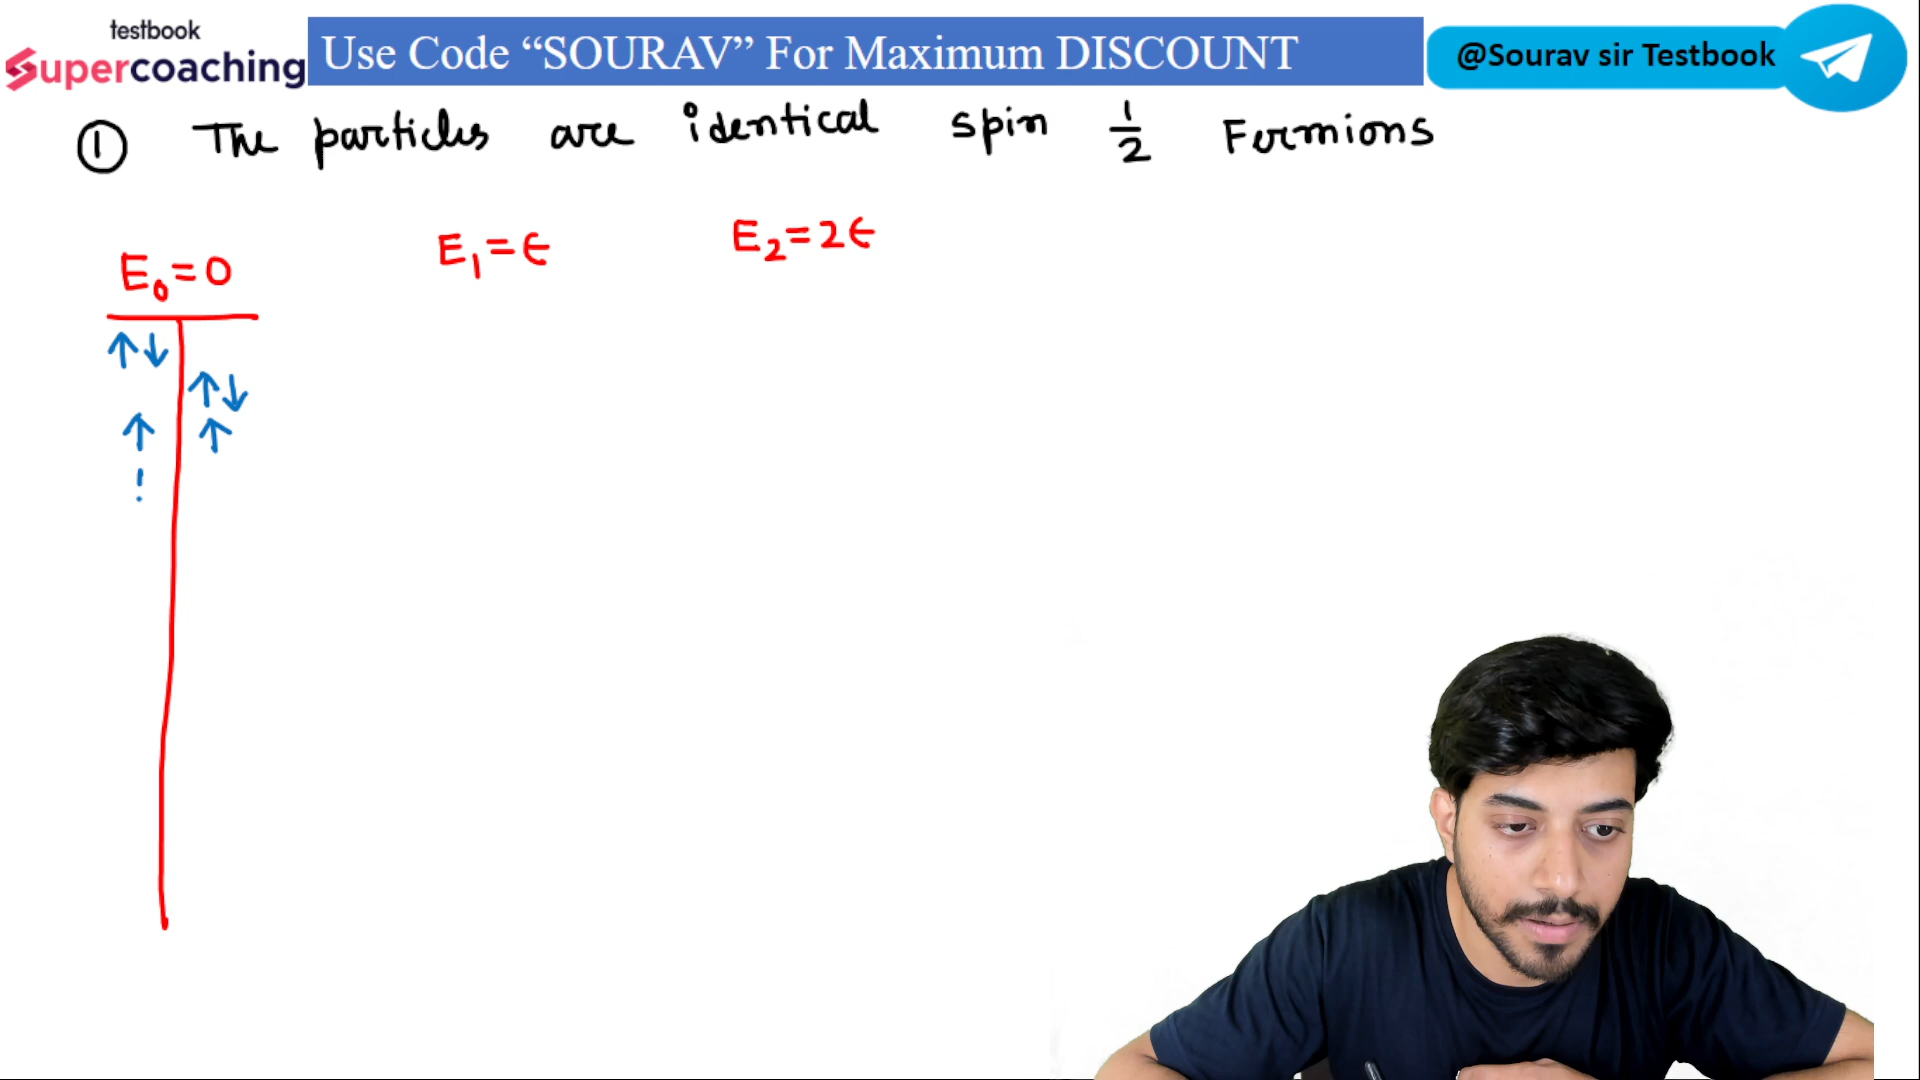 testbook
Supercoaching
Use Code “SOURAV” For Maximum DISCOUNT
@Sourav sir Testbook
① The particles are identical spin 1/2 Fermions
E₀=0 E₁=ϵ E₂=2ϵ
↑↓
↑↓
↑ ↑